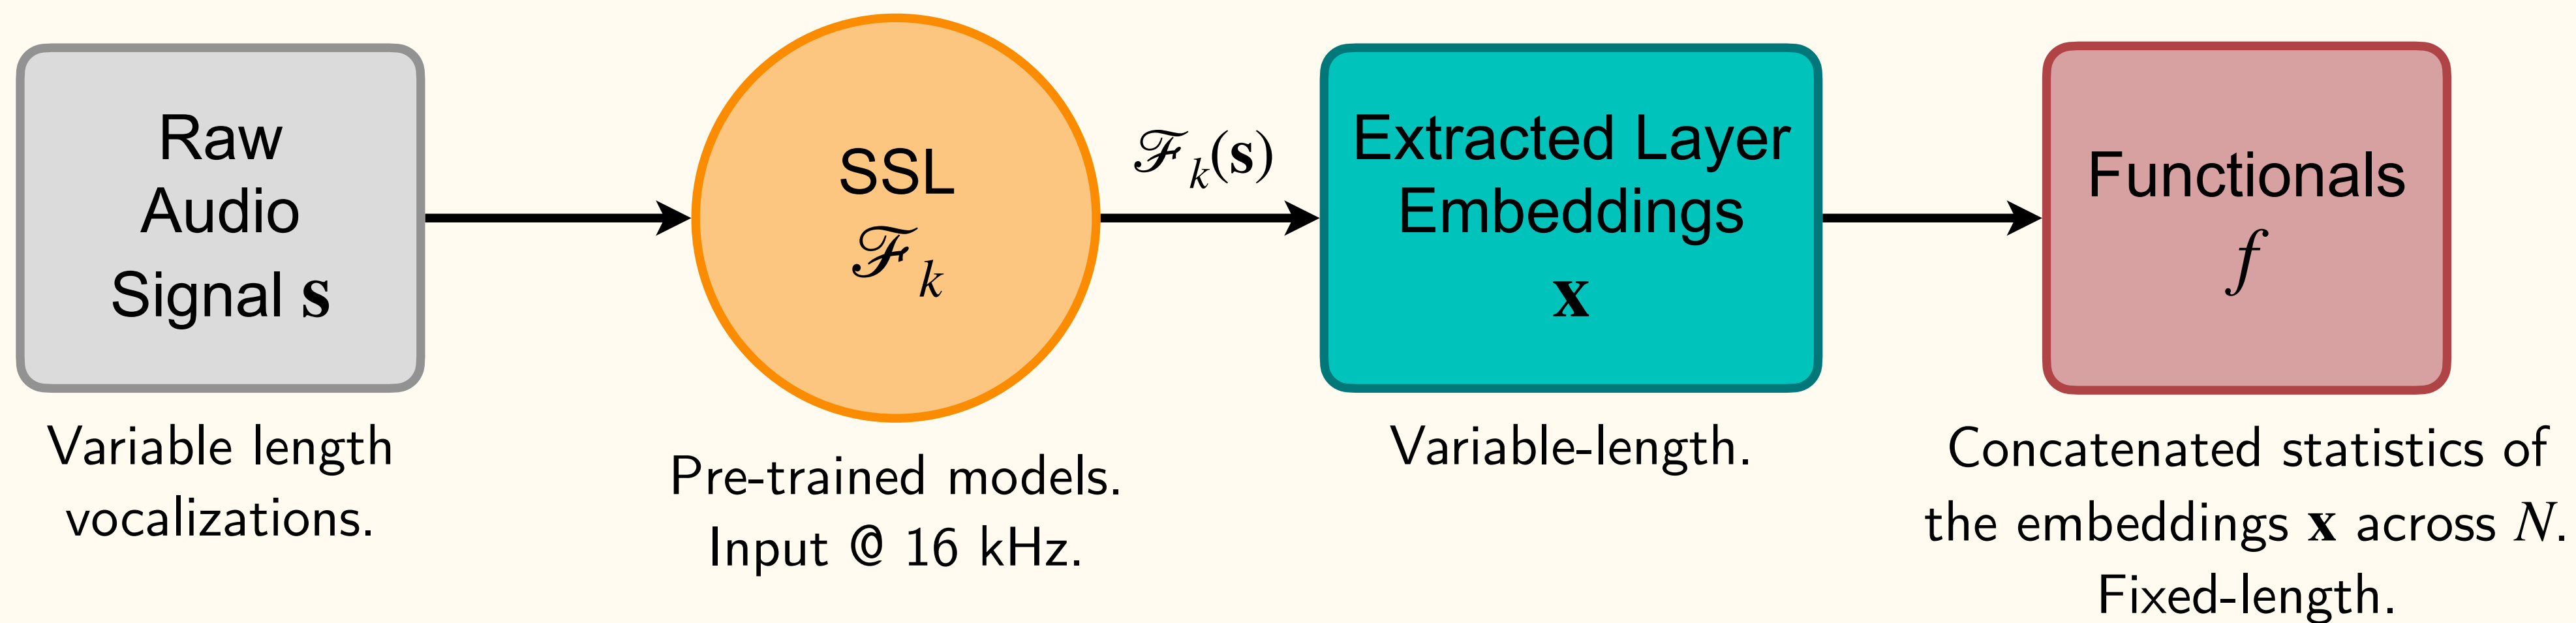 Raw
Audio
Signal s
Variable length
vocalizations.
SSL
ℱk
Pre-trained models.
Input @ 16 kHz.
ℱk(s)
Extracted Layer
Embeddings
x
Variable-length.
Functionals
f
Concatenated statistics of
the embeddings x across N.
Fixed-length.